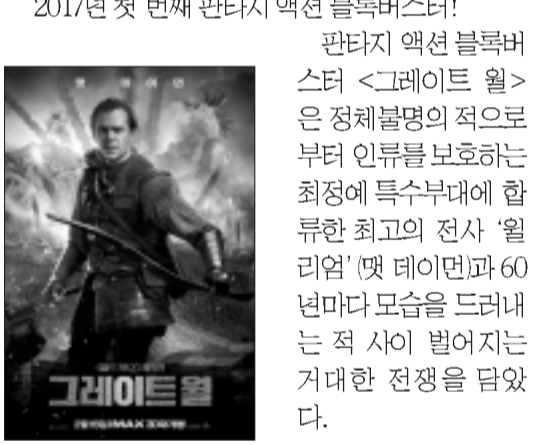 2017년 첫 번째 판타지 액션 블록버스터!
판타지 액션 블록버
스터 <그레이트 월>
은 정체불명의 적으로
부터 인류를 보호하는
최정예 특수부대에 합
류한 최고의 전사 ‘윌
리엄’(맷 데이먼)과 60
년마다 모습을 드러내
는 적 사이 벌어지는
거대한 전쟁을 담았
다.
맷 데이먼
그레이트 월
IMAX